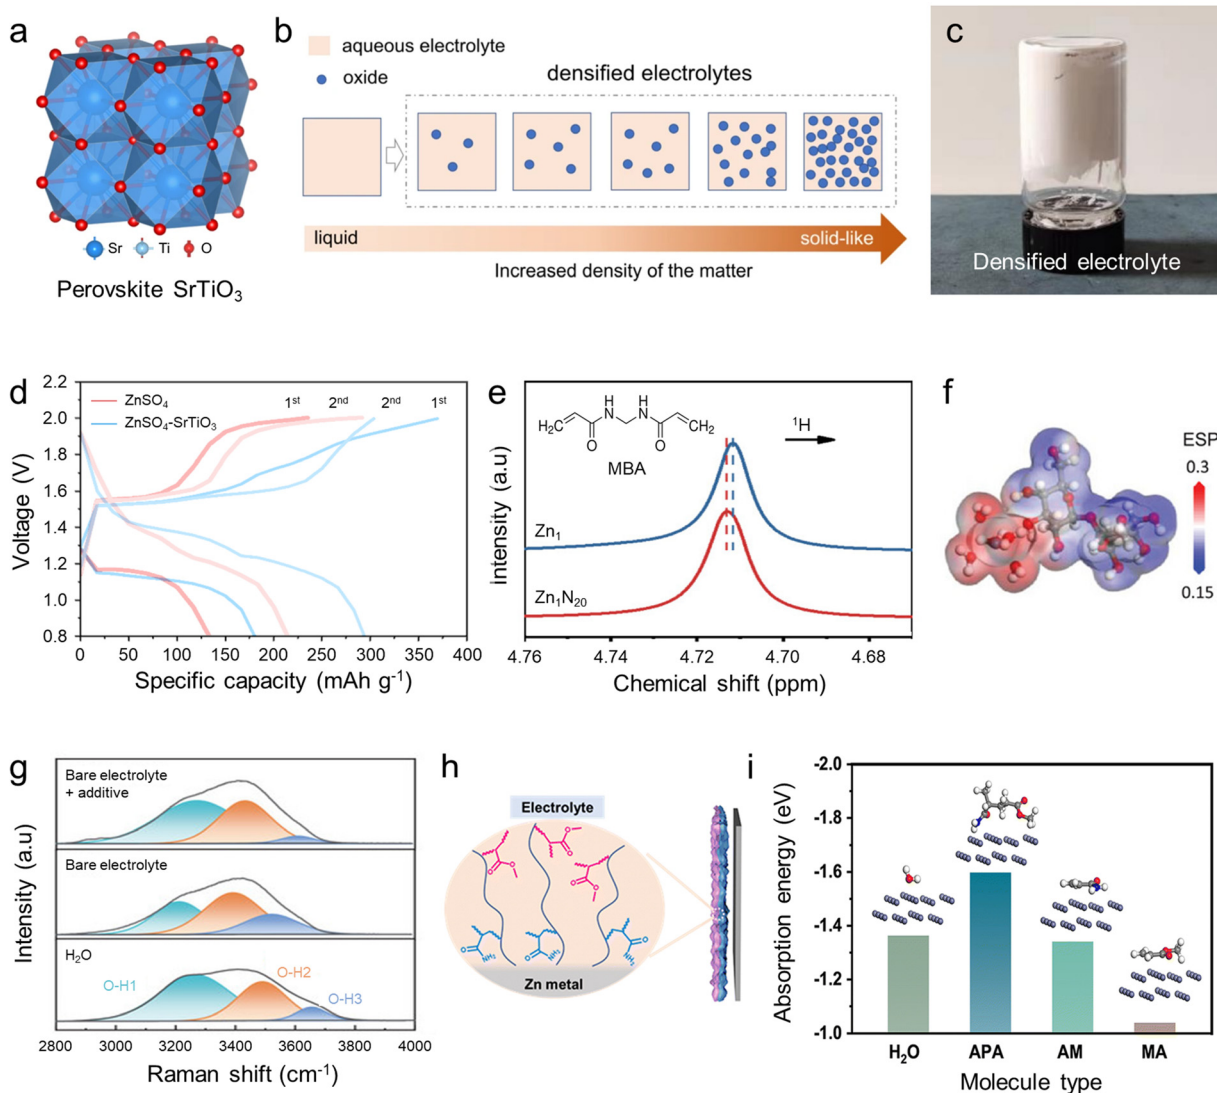 a
Sr Ti O
Perovskite SrTiO₃
b
aqueous electrolyte
oxide
densified electrolytes
liquid
solid-like
Increased density of the matter
c
Densified electrolyte
d
ZnSO₄
ZnSO₄-SrTiO₃
1st 2nd 2nd 1st
Voltage (V)
2.2
2.0
1.8
1.6
1.4
1.2
1.0
0.8
0 50 100 150 200 250 300 350 400
Specific capacity (mAh g⁻¹)
e
H₂C
O
H
N
H
N
O
CH₂
MBA
¹H
Zn₁
Zn₁N₂₀
intensity (a.u)
4.76 4.74 4.72 4.70 4.68
Chemical shift (ppm)
f
ESP
0.3
0.15
g
Bare electrolyte
+ additive
Bare electrolyte
H₂O
O-H1
O-H2
O-H3
Intensity (a.u)
2800 3000 3200 3400 3600 3800 4000
Raman shift (cm⁻¹)
h
Electrolyte
O
O
O
O
O
O
O
NH₂
O
NH₂
O
NH₂
Zn metal
i
Absorption energy (eV)
-2.0
-1.8
-1.6
-1.4
-1.2
-1.0
H₂O APA AM MA
Molecule type